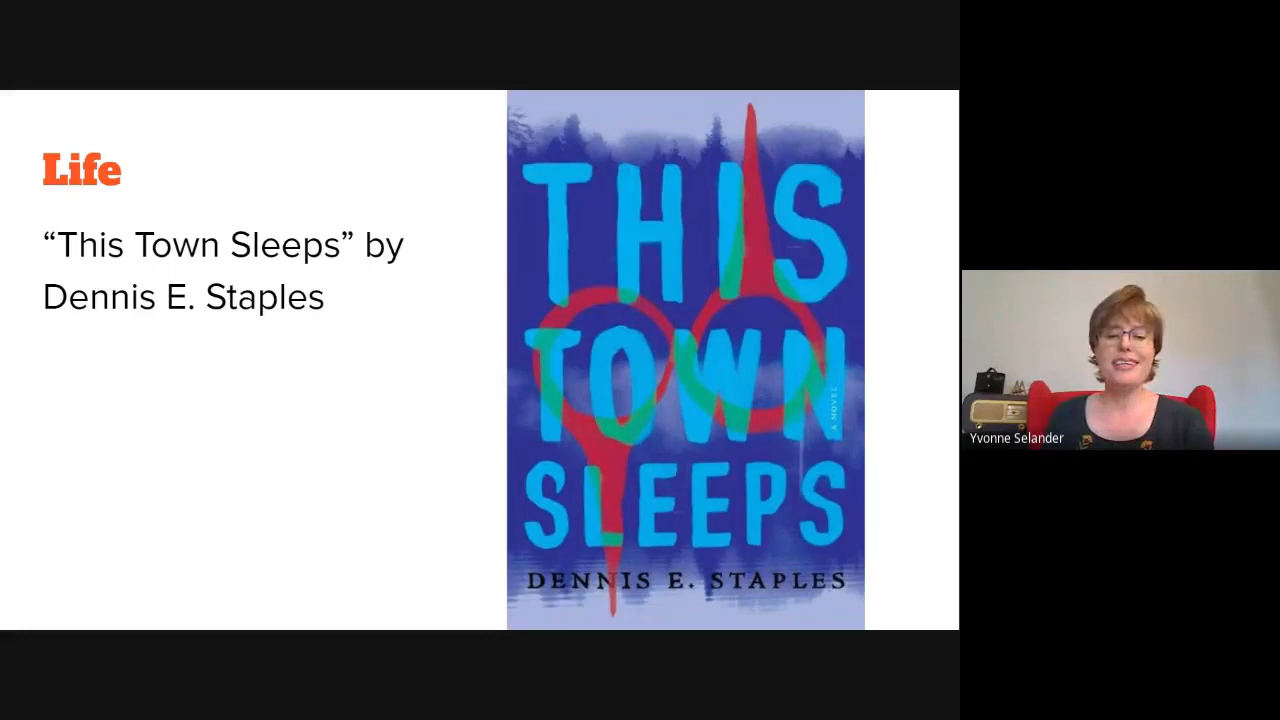 Life
“This Town Sleeps” by
Dennis E. Staples
THIS
TOWN
A NOVEL
SLEEPS
DENNIS E. STAPLES
Yvonne Selander